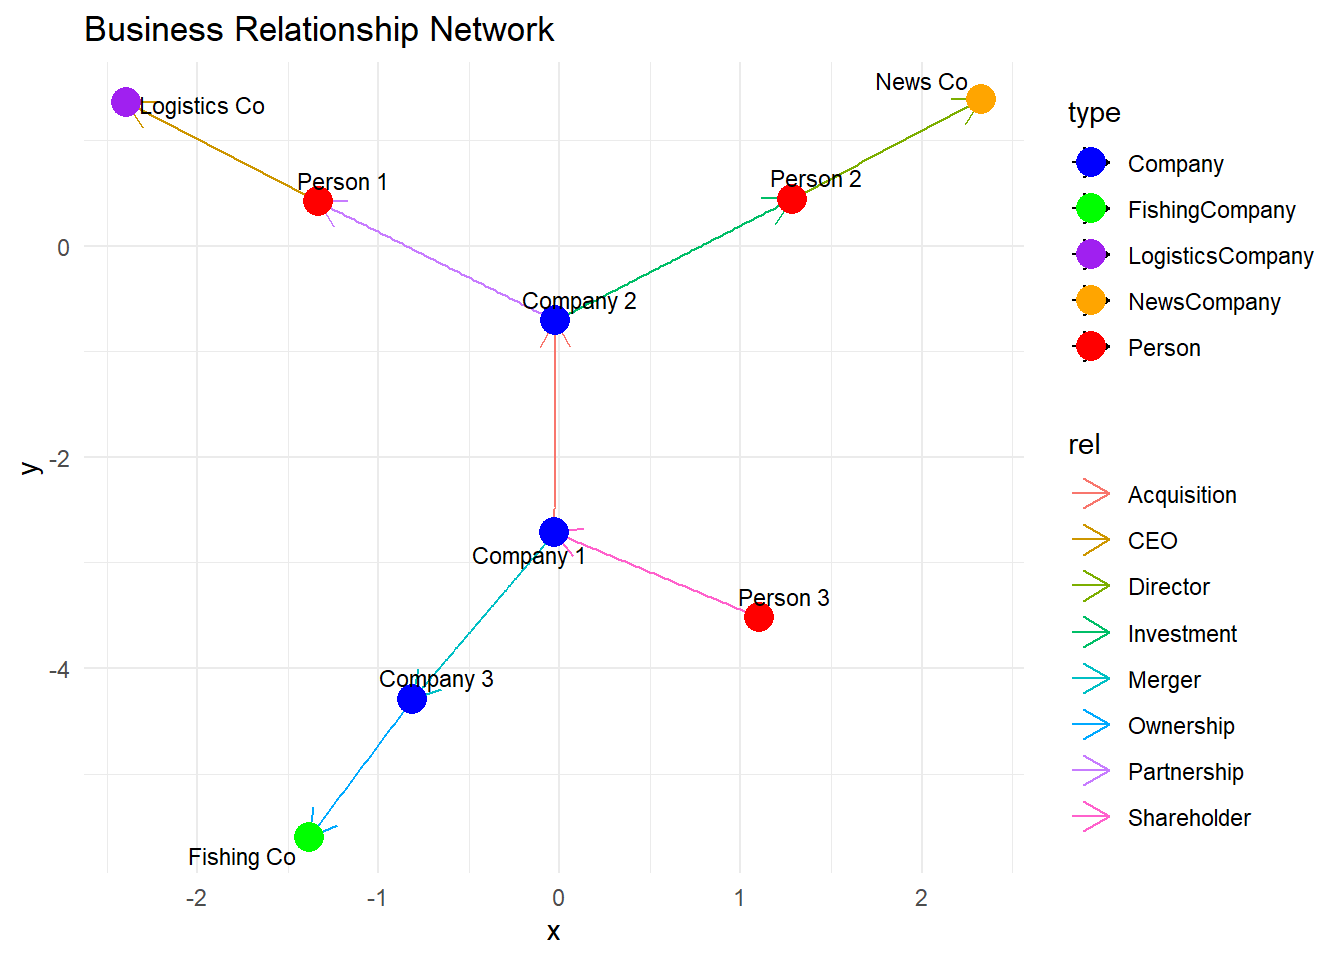 Business Relationship Network
News Co
Logistics Co
Person 1
Person 2
Company 2
Company 1
Person 3
Company 3
Fishing Co
0
-2
-4
y
-2
-1
0
1
2
x
type
Company
FishingCompany
LogisticsCompany
NewsCompany
Person
rel
Acquisition
CEO
Director
Investment
Merger
Ownership
Partnership
Shareholder